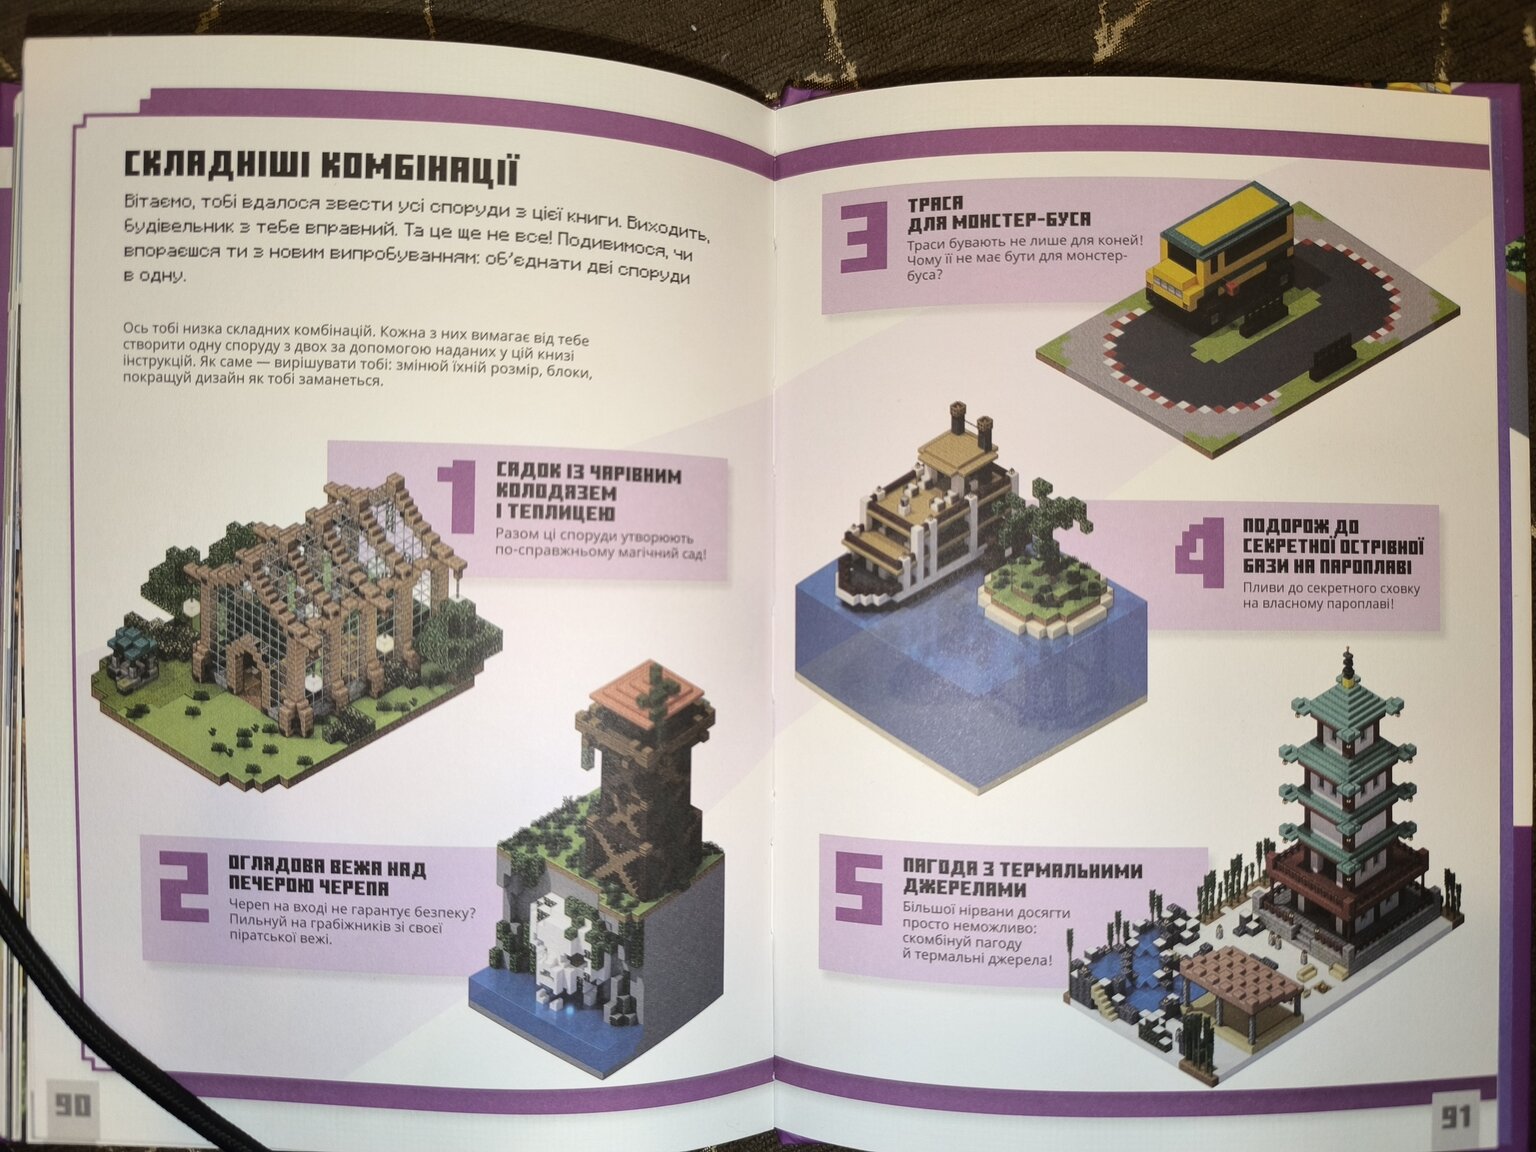 СКЛАДНІШІ КОМБІНАЦІЇ
Вітаємо, тобі вдалося звести усі споруди з цієї книги. Виходить,
будівельник з тебе вправний. Та це ще не все! Подивимося, чи
впораєшся ти з новим випробуванням: об’єднати дві споруди
в одну.
Ось тобі низка складних комбінацій. Кожна з них вимагає від тебе
створити одну споруду з двох за допомогою наданих у цій книзі
інструкцій. Як саме — вирішувати тобі: змінюй їхній розмір, блоки,
покращуй дизайн як тобі заманеться.
1
САДОК ІЗ ЧАРІВНИМ
КОЛОДЯЗЕМ
І ТЕПЛИЦЕЮ
Разом ці споруди утворюють
по-справжньому магічний сад!
2
ОГЛЯДОВА ВЕЖА НАД
ПЕЧЕРОЮ ЧЕРЕПА
Череп на вході не гарантує безпеку?
Пильнуй на грабіжників зі своєї
піратської вежі.
90
3
ТРАСА
ДЛЯ МОНСТЕР-БУСА
Траси бувають не лише для коней!
Чому її не має бути для монстер-
буса?
4
ПОДОРОЖ ДО
СЕКРЕТНОЇ ОСТРІВНОЇ
БАЗИ НА ПАРОПЛАВІ
Пливи до секретного сховку
на власному пароплаві!
5
ПАГОДА З ТЕРМАЛЬНИМИ
ДЖЕРЕЛАМИ
Більшої нірвани досягти
просто неможливо:
скомбінуй пагоду
й термальні джерела!
91